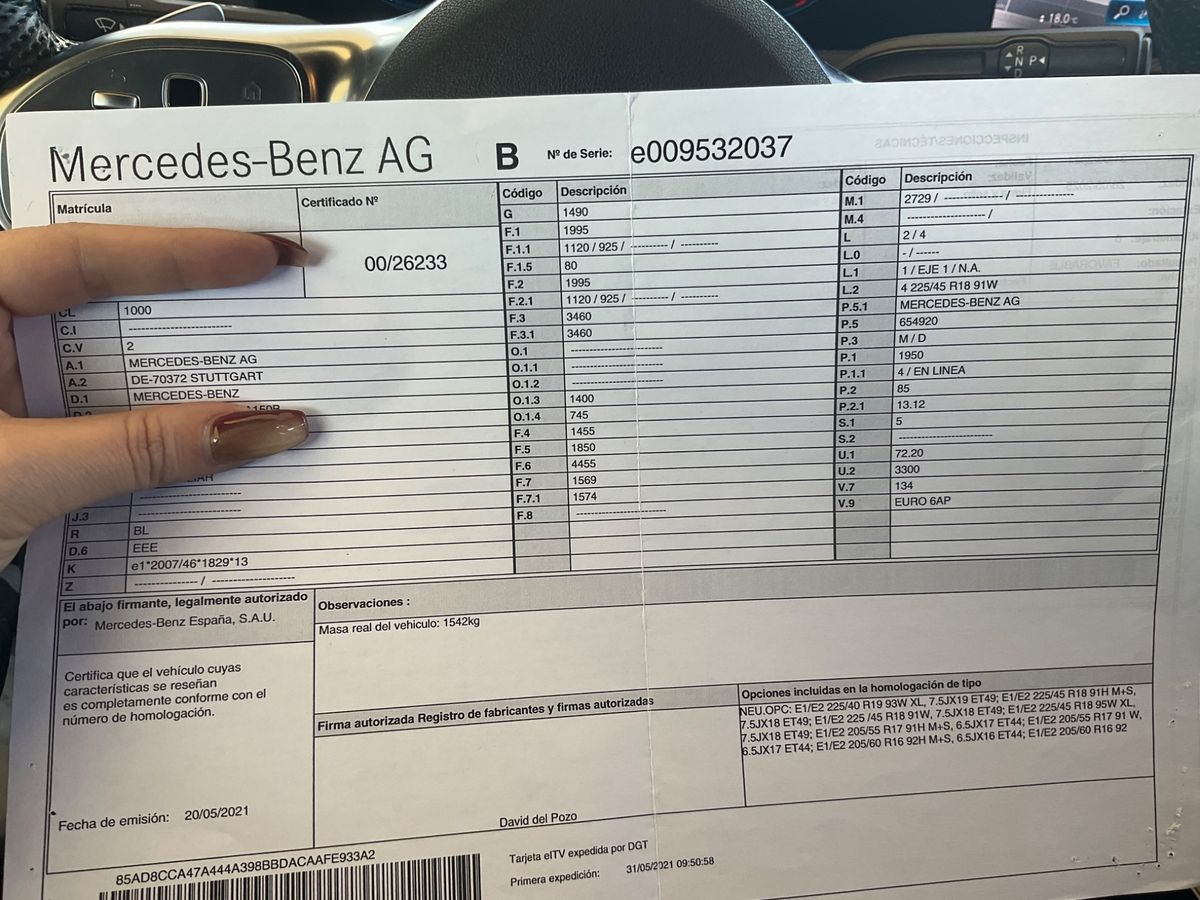 18.0°C
R
N P
D
Mercedes-Benz AG B Nº de Serie: e009532037
INSPECCIONES TÉCNICAS
Matrícula Certificado Nº
00/26233
CL 1000
C.I -------------------------
C.V 2
A.1 MERCEDES-BENZ AG
A.2 DE-70372 STUTTGART
D.1 MERCEDES-BENZ
-------------------------
J.3 -------------------------
R BL
D.6 EEE
K e1*2007/46*1829*13
Z --------------- / --------------------
Código Descripción
G 1490
F.1 1995
F.1.1 1120 / 925 / ---------- / ----------
F.1.5 80
F.2 1995
F.2.1 1120 / 925 / ---------- / ----------
F.3 3460
F.3.1 3460
O.1 -------------------------
O.1.1 -------------------------
O.1.2 -------------------------
O.1.3 1400
O.1.4 745
F.4 1455
F.5 1850
F.6 4455
F.7 1569
F.7.1 1574
F.8 -------------------------
Código Descripción
M.1 2729 / --------------- / ---------------
M.4 -------------------- /
L 2 / 4
L.0 - / ------
L.1 1 / EJE 1 / N.A.
L.2 4 225/45 R18 91W
P.5.1 MERCEDES-BENZ AG
P.5 654920
P.3 M / D
P.1 1950
P.1.1 4 / EN LINEA
P.2 85
P.2.1 13.12
S.1 5
S.2 -------------------------
U.1 72.20
U.2 3300
V.7 134
V.9 EURO 6AP
El abajo firmante, legalmente autorizado
por: Mercedes-Benz España, S.A.U.
Certifica que el vehículo cuyas
características se reseñan
es completamente conforme con el
número de homologación.
Fecha de emisión: 20/05/2021
Observaciones :
Masa real del vehiculo: 1542kg
Firma autorizada Registro de fabricantes y firmas autorizadas
David del Pozo
Opciones incluidas en la homologación de tipo
NEU.OPC: E1/E2 225/40 R19 93W XL, 7.5JX19 ET49; E1/E2 225/45 R18 91H M+S,
7.5JX18 ET49; E1/E2 225 /45 R18 91W, 7.5JX18 ET49; E1/E2 225/45 R18 95W XL,
7.5JX18 ET49; E1/E2 205/55 R17 91H M+S, 6.5JX17 ET44; E1/E2 205/55 R17 91 W,
6.5JX17 ET44; E1/E2 205/60 R16 92H M+S, 6.5JX16 ET44; E1/E2 205/60 R16 92
85AD8CCA47A444A398BBDACAAFE933A2
Tarjeta eITV expedida por DGT
Primera expedición: 31/05/2021 09:50:58